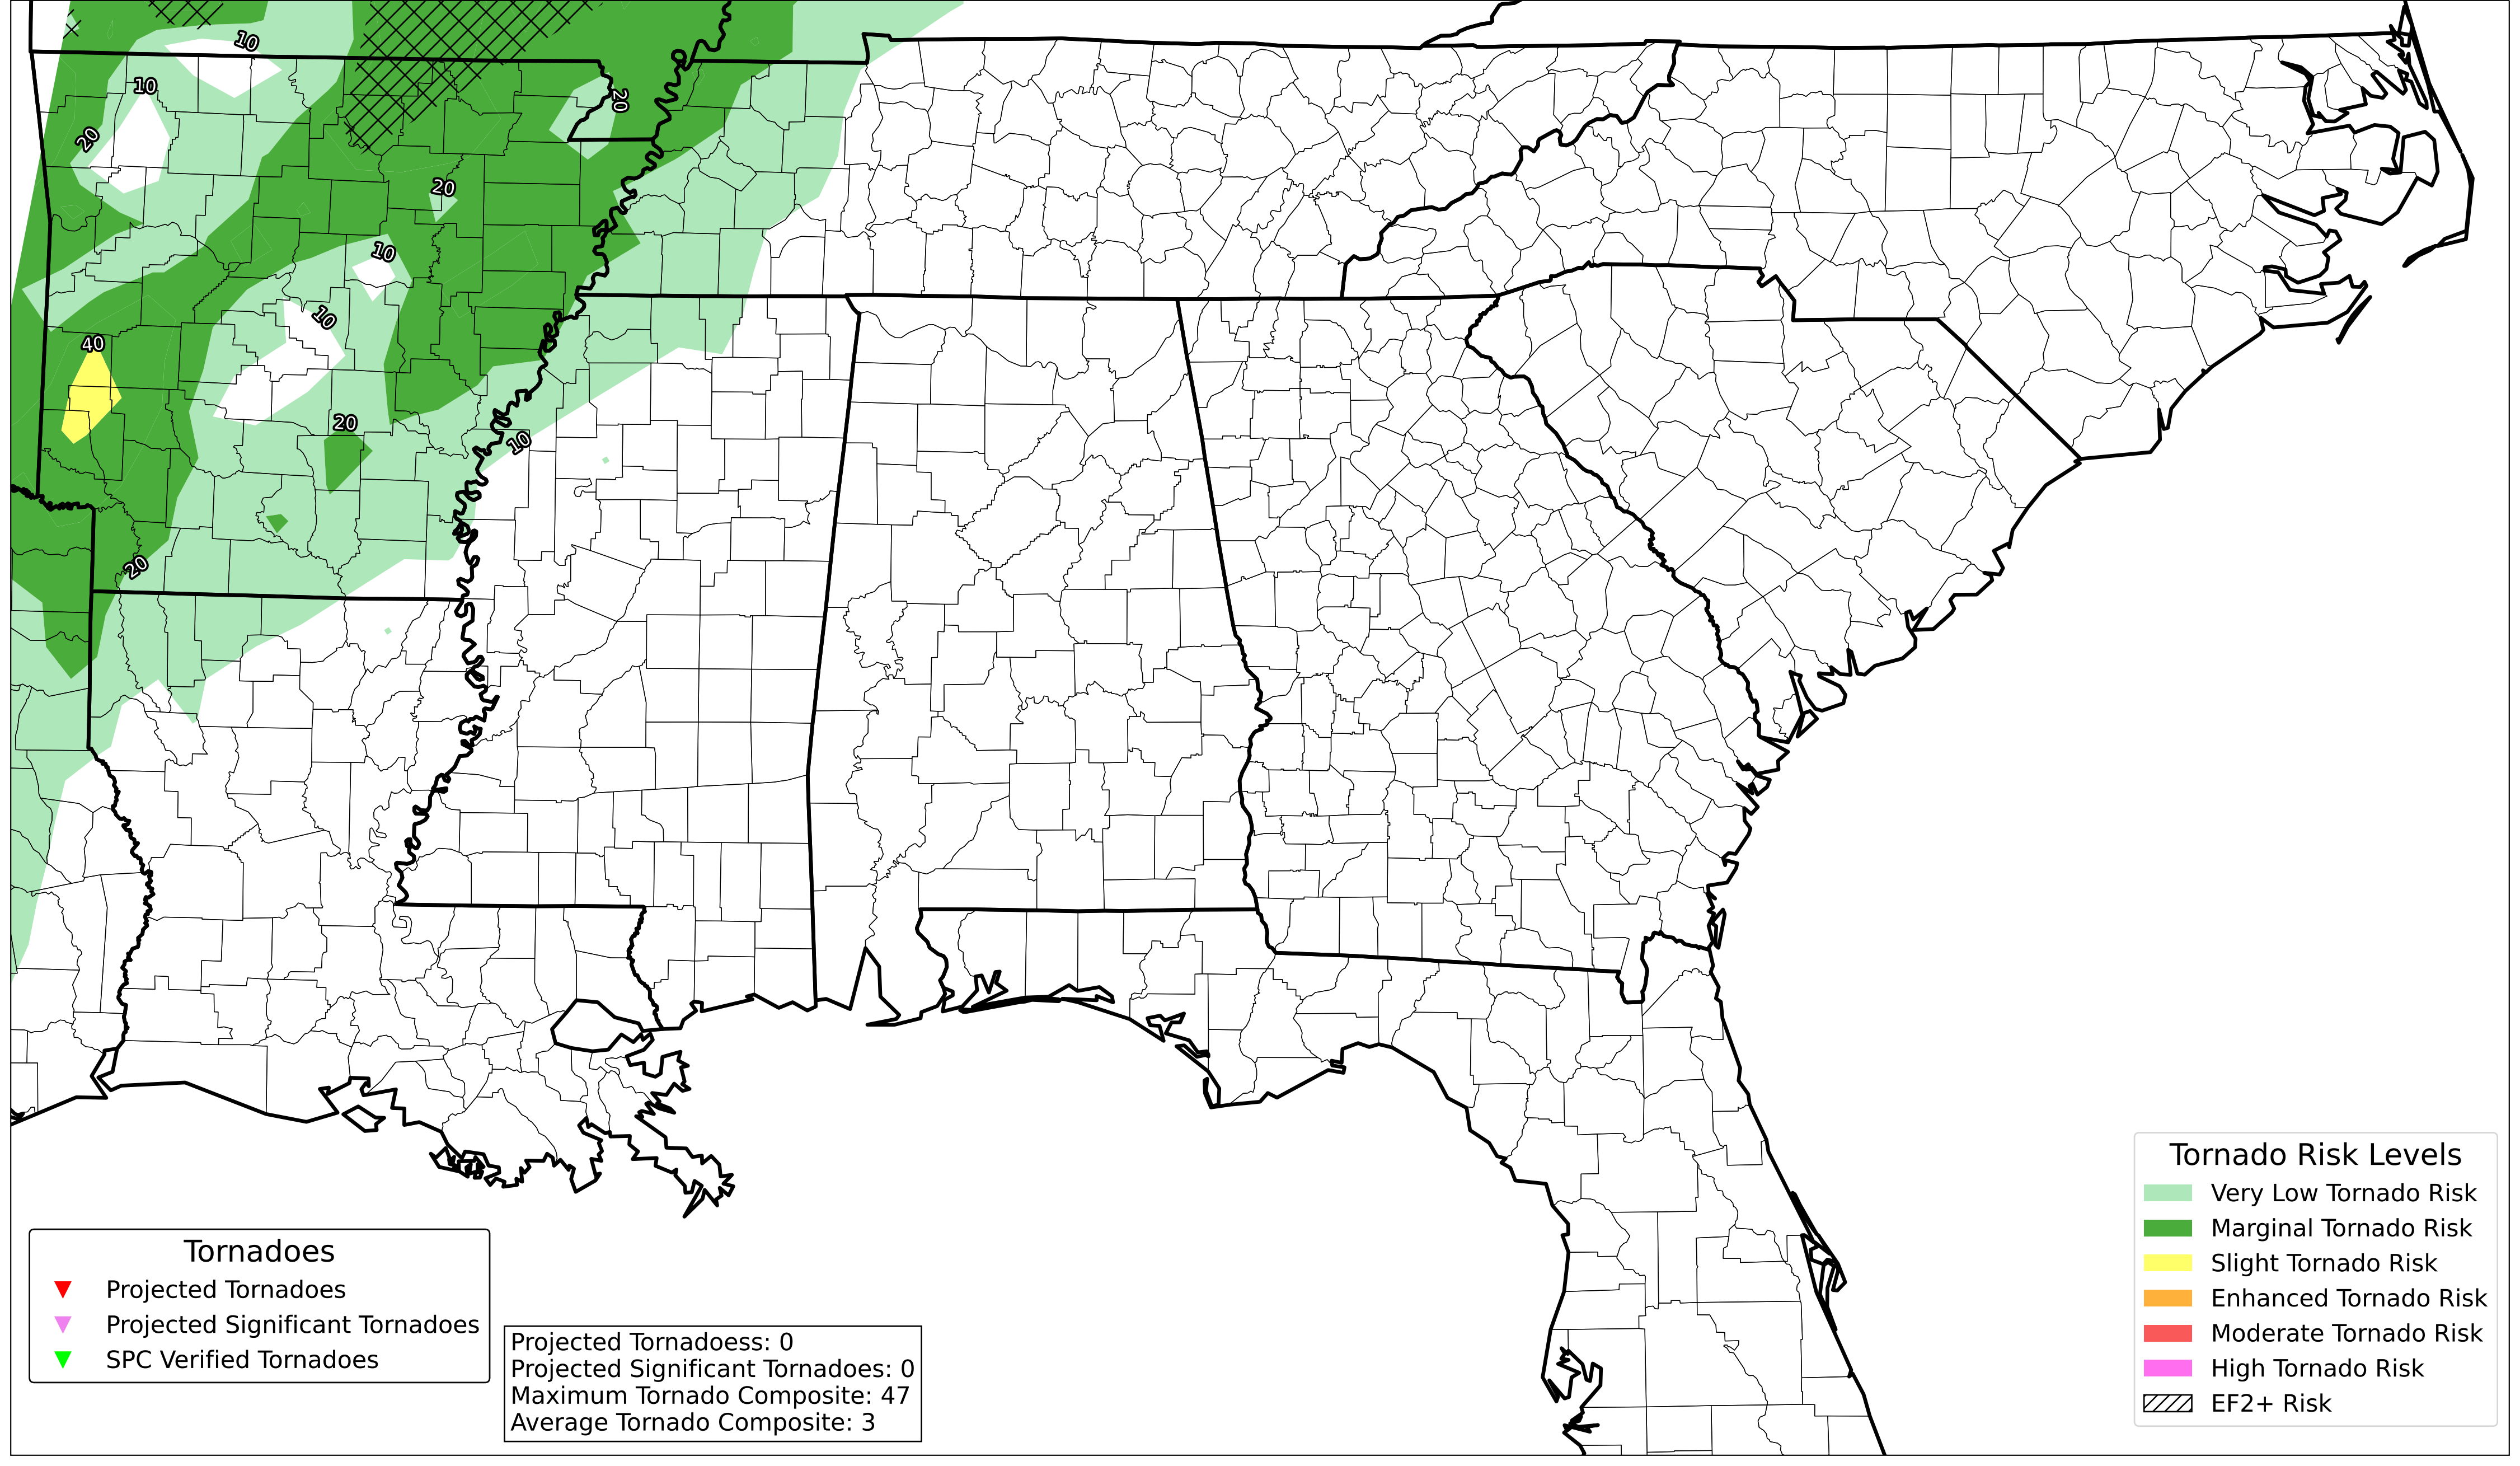 10
10
20
20
20
10
10
40
20
10
20
Tornadoes
Projected Tornadoes
Projected Significant Tornadoes
SPC Verified Tornadoes
Projected Tornadoess: 0
Projected Significant Tornadoes: 0
Maximum Tornado Composite: 47
Average Tornado Composite: 3
Tornado Risk Levels
Very Low Tornado Risk
Marginal Tornado Risk
Slight Tornado Risk
Enhanced Tornado Risk
Moderate Tornado Risk
High Tornado Risk
EF2+ Risk